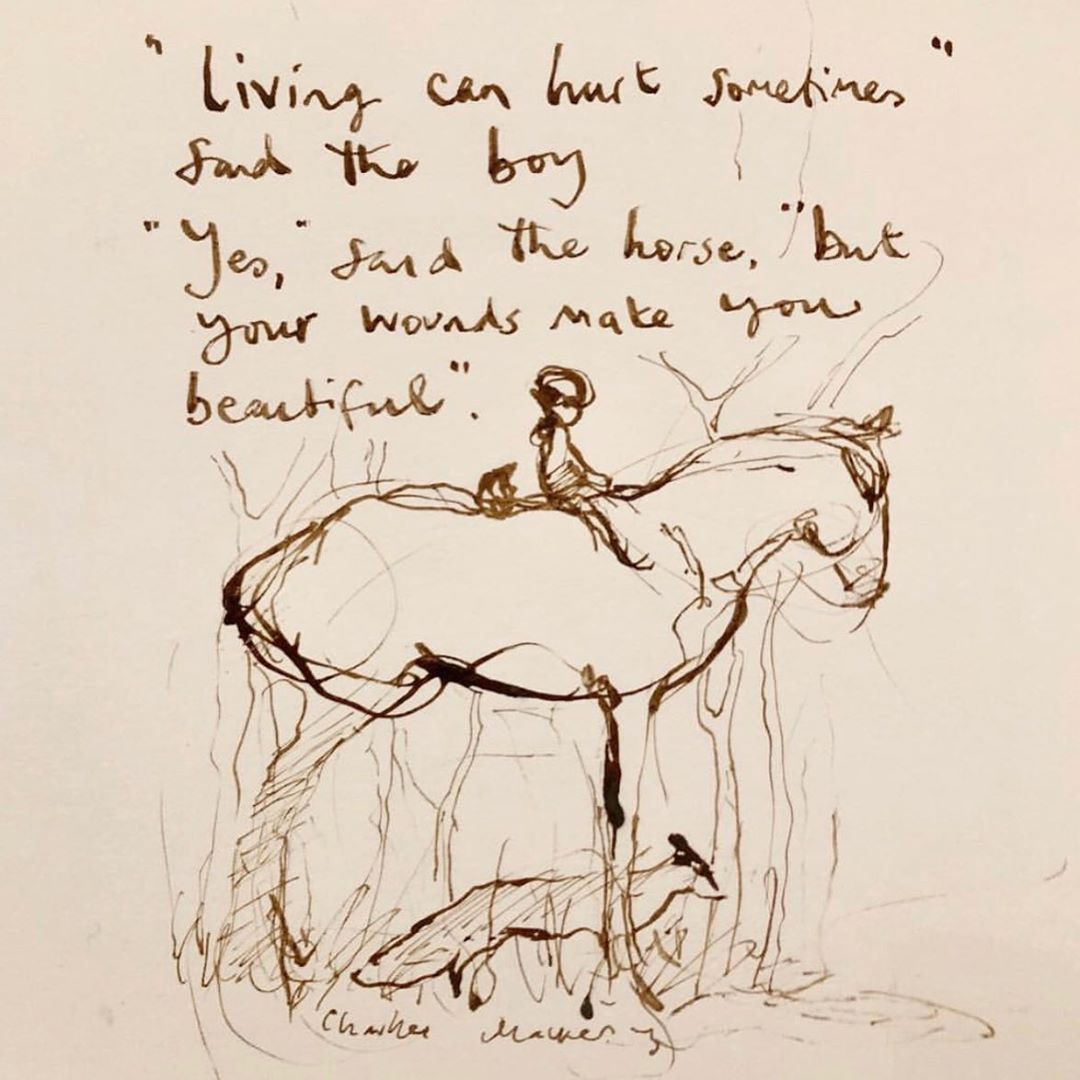 "Living can hurt sometimes"
said the boy
"Yes," said the horse, "but
your wounds make you
beautiful".
Charlie Mackesy